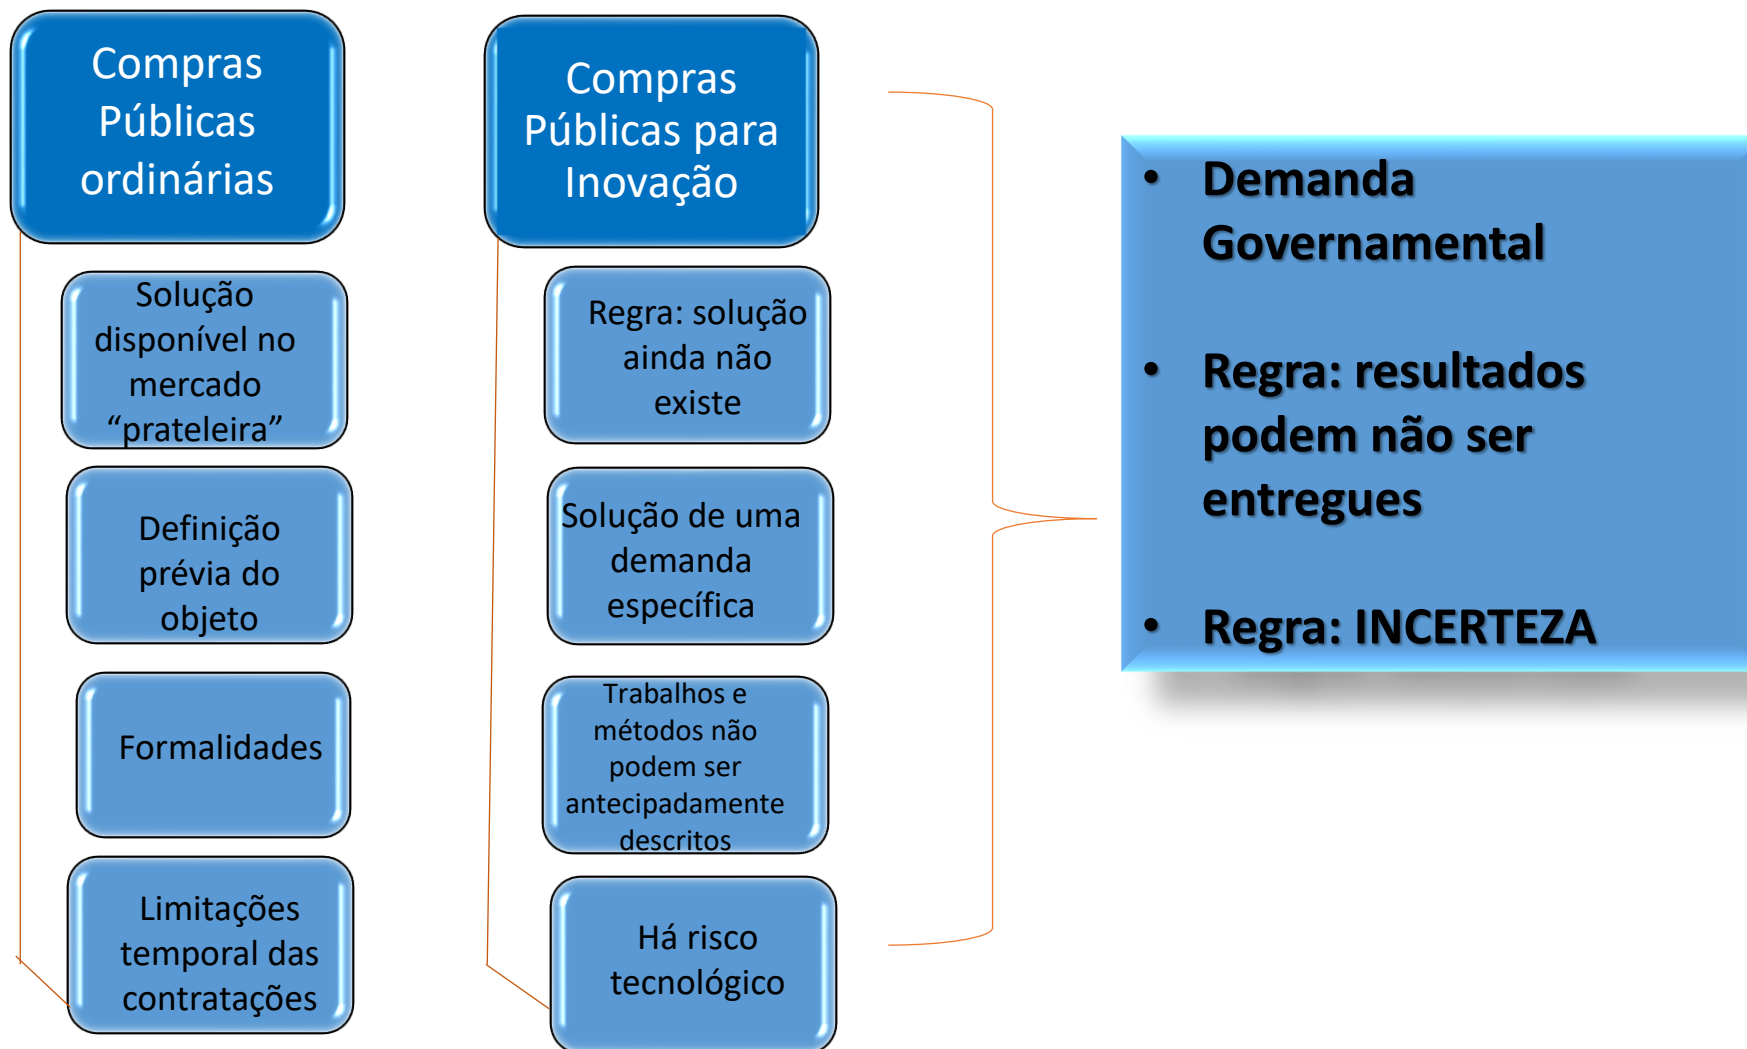 Compras
Públicas
ordinárias
Solução
disponível no
mercado
“prateleira”
Definição
prévia do
objeto
Formalidades
Limitações
temporal das
contratações
Compras
Públicas para
Inovação
Regra: solução
ainda não
existe
Solução de uma
demanda
específica
Trabalhos e
métodos não
podem ser
antecipadamente
descritos
Há risco
tecnológico
• Demanda
Governamental
• Regra: resultados
podem não ser
entregues
• Regra: INCERTEZA